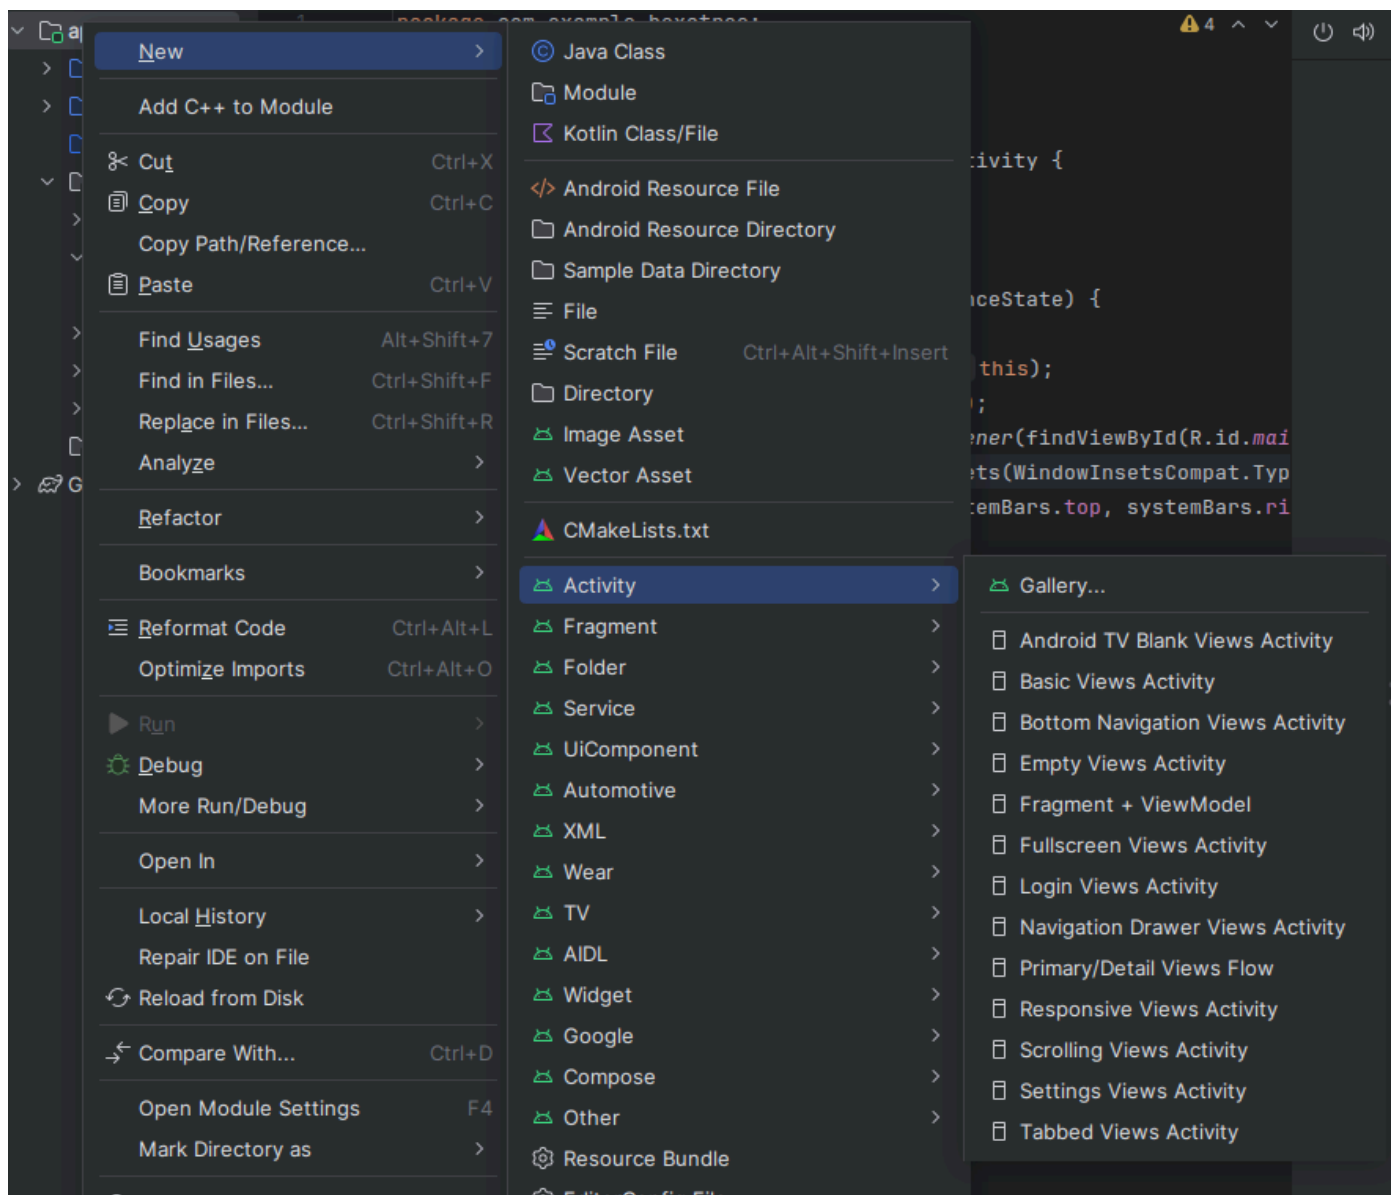 ap
4
New
Add C++ to Module
Cut Ctrl+X
Copy Ctrl+C
Copy Path/Reference...
Paste Ctrl+V
Find Usages Alt+Shift+7
Find in Files... Ctrl+Shift+F
Replace in Files... Ctrl+Shift+R
Analyze
Refactor
Bookmarks
Reformat Code Ctrl+Alt+L
Optimize Imports Ctrl+Alt+O
Run
Debug
More Run/Debug
Open In
Local History
Repair IDE on File
Reload from Disk
Compare With... Ctrl+D
Open Module Settings F4
Mark Directory as
G
Java Class
Module
Kotlin Class/File
Android Resource File
Android Resource Directory
Sample Data Directory
File
Scratch File Ctrl+Alt+Shift+Insert
Directory
Image Asset
Vector Asset
CMakeLists.txt
Activity
Fragment
Folder
Service
UiComponent
Automotive
XML
Wear
TV
AIDL
Widget
Google
Compose
Other
Resource Bundle
tivity {
nceState) {
this);
);
ener(findViewById(R.id.mai
ets(WindowInsetsCompat.Typ
temBars.top, systemBars.ri
Gallery...
Android TV Blank Views Activity
Basic Views Activity
Bottom Navigation Views Activity
Empty Views Activity
Fragment + ViewModel
Fullscreen Views Activity
Login Views Activity
Navigation Drawer Views Activity
Primary/Detail Views Flow
Responsive Views Activity
Scrolling Views Activity
Settings Views Activity
Tabbed Views Activity